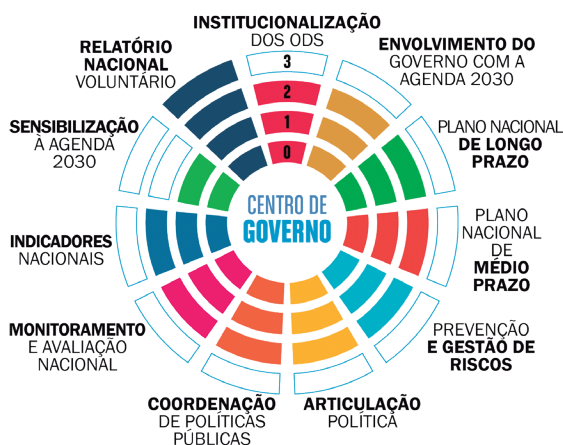 INSTITUCIONALIZAÇÃO
DOS ODS
3
2
1
0
ENVOLVIMENTO DO
GOVERNO COM A
AGENDA 2030
PLANO NACIONAL
DE LONGO
PRAZO
PLANO
NACIONAL
DE
MÉDIO
PRAZO
PREVENÇÃO
E GESTÃO DE
RISCOS
ARTICULAÇÃO
POLÍTICA
COORDENAÇÃO
DE POLÍTICAS
PÚBLICAS
MONITORAMENTO
E AVALIAÇÃO
NACIONAL
INDICADORES
NACIONAIS
SENSIBILIZAÇÃO
À AGENDA
2030
RELATÓRIO
NACIONAL
VOLUNTÁRIO
CENTRO DE
GOVERNO